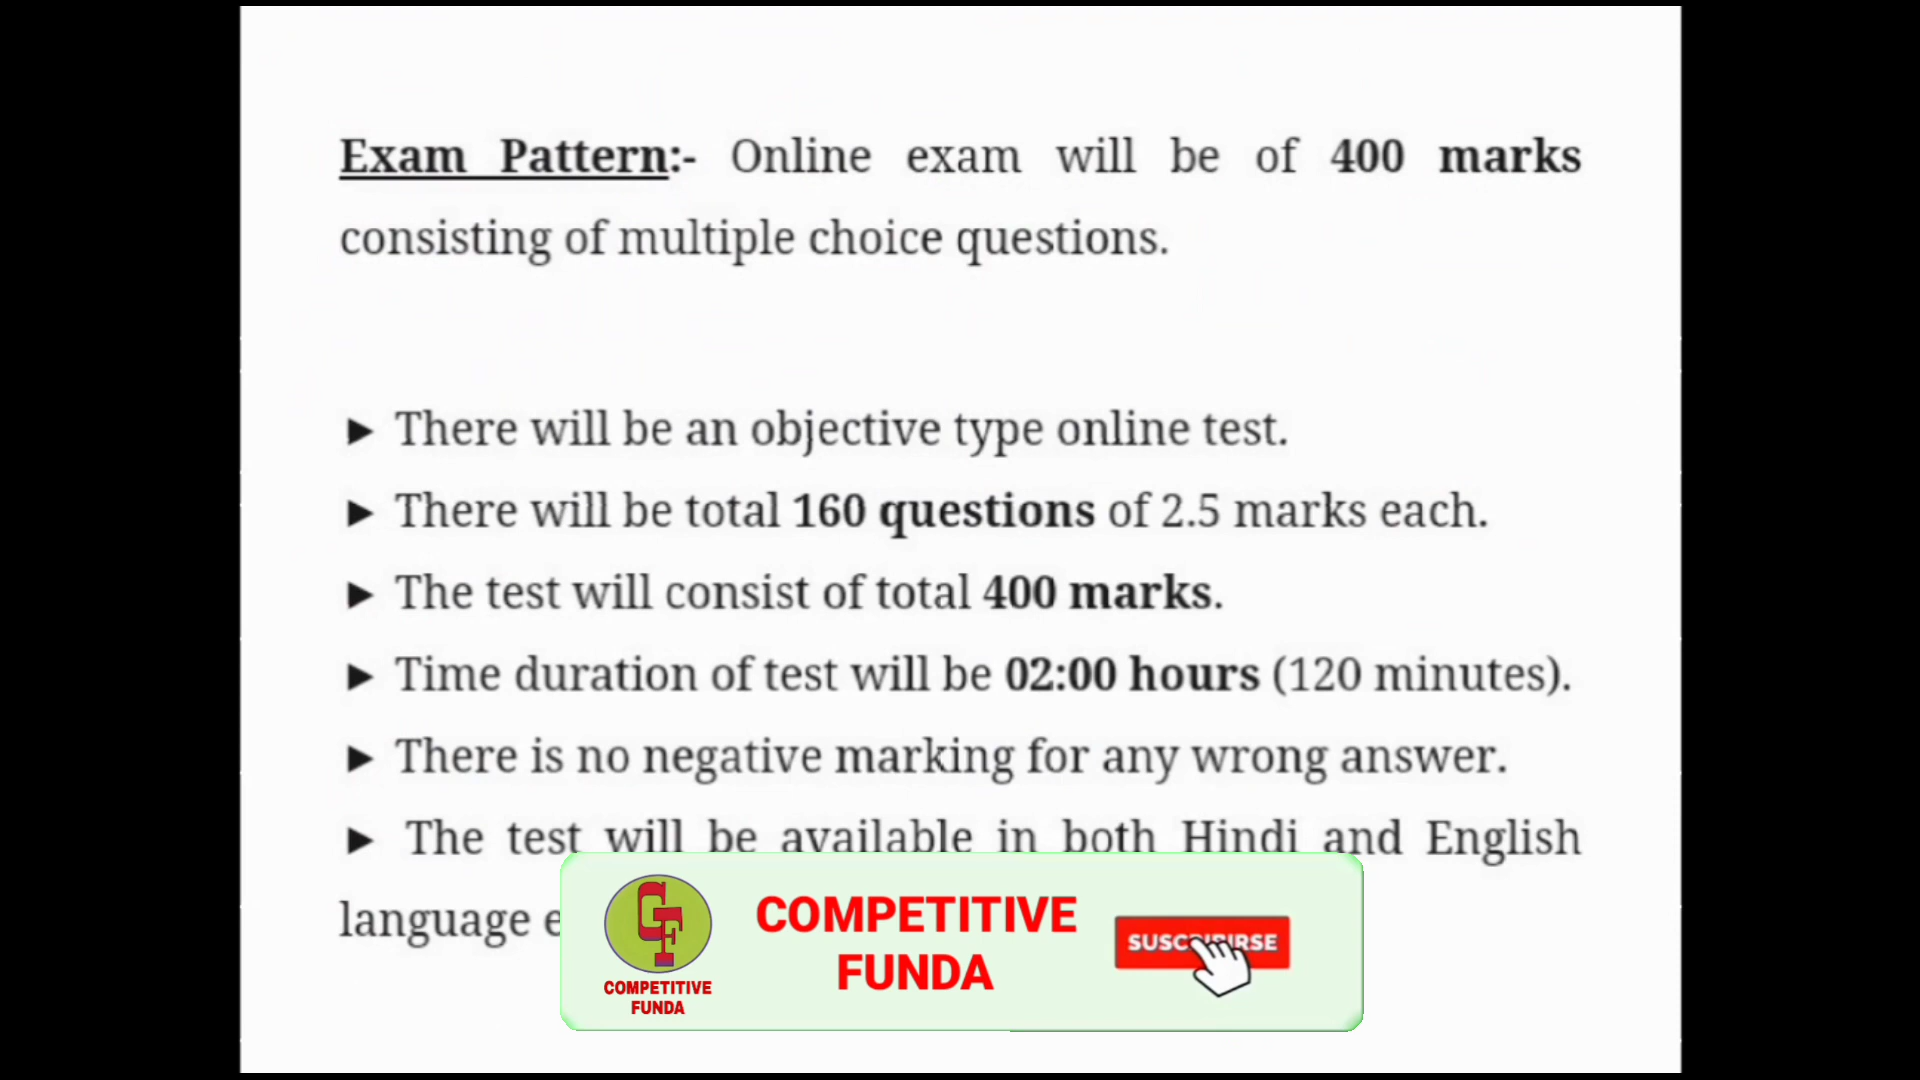 Exam Pattern:- Online exam will be of 400 marks
consisting of multiple choice questions.
► There will be an objective type online test.
► There will be total 160 questions of 2.5 marks each.
► The test will consist of total 400 marks.
► Time duration of test will be 02:00 hours (120 minutes).
► There is no negative marking for any wrong answer.
► The test will be available in both Hindi and English
language
CF
COMPETITIVE
FUNDA
COMPETITIVE
FUNDA
SUSCRIBIRSE